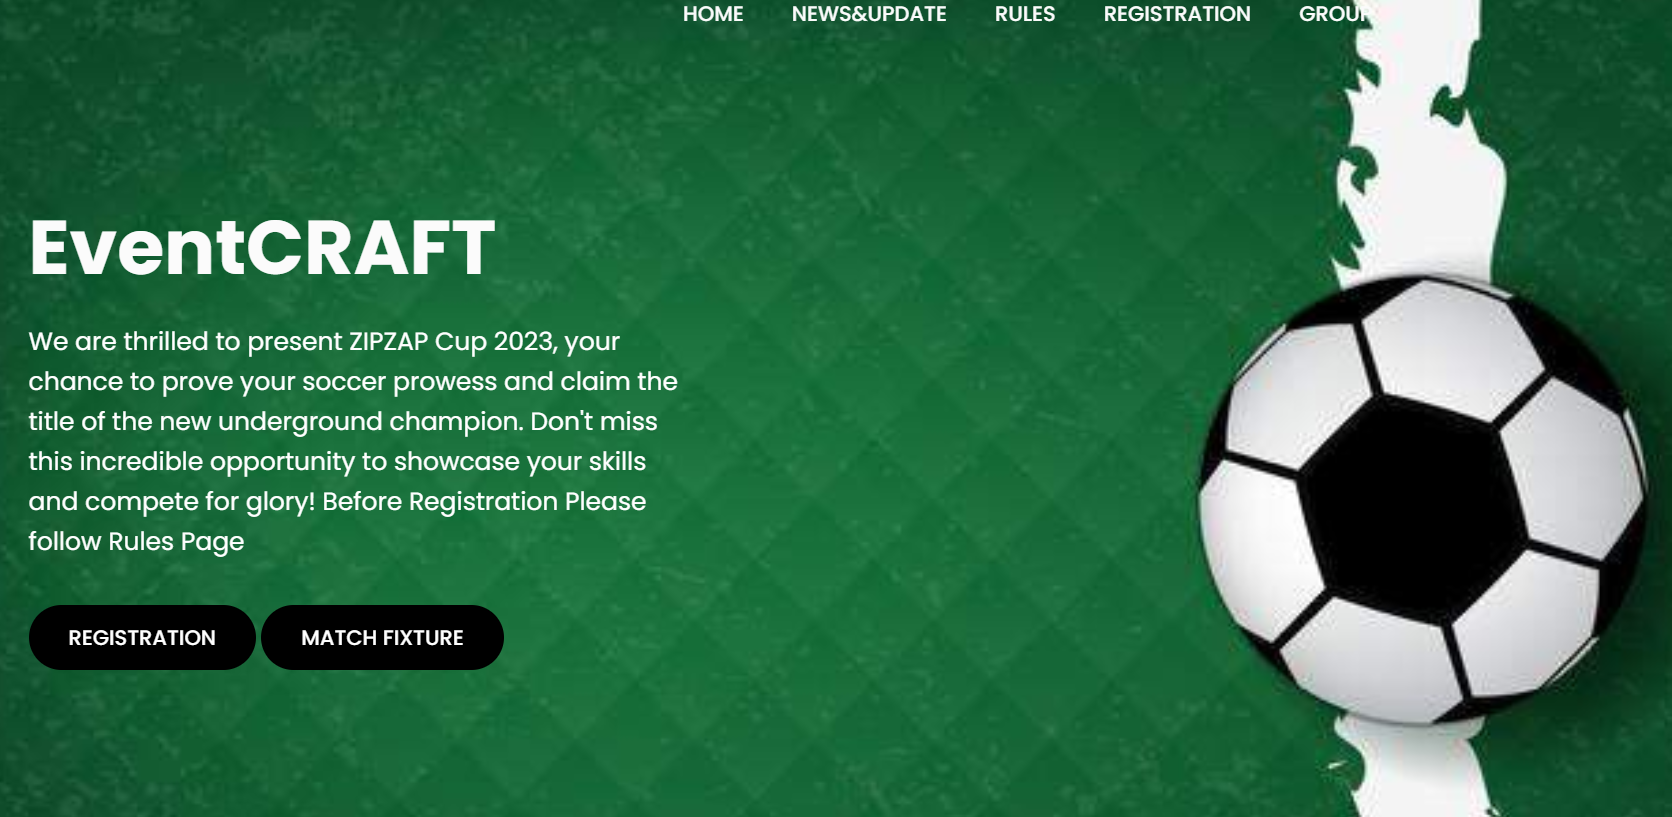 HOME NEWS&UPDATE RULES REGISTRATION GROUP
EventCRAFT
We are thrilled to present ZIPZAP Cup 2023, your
chance to prove your soccer prowess and claim the
title of the new underground champion. Don't miss
this incredible opportunity to showcase your skills
and compete for glory! Before Registration Please
follow Rules Page
REGISTRATION MATCH FIXTURE